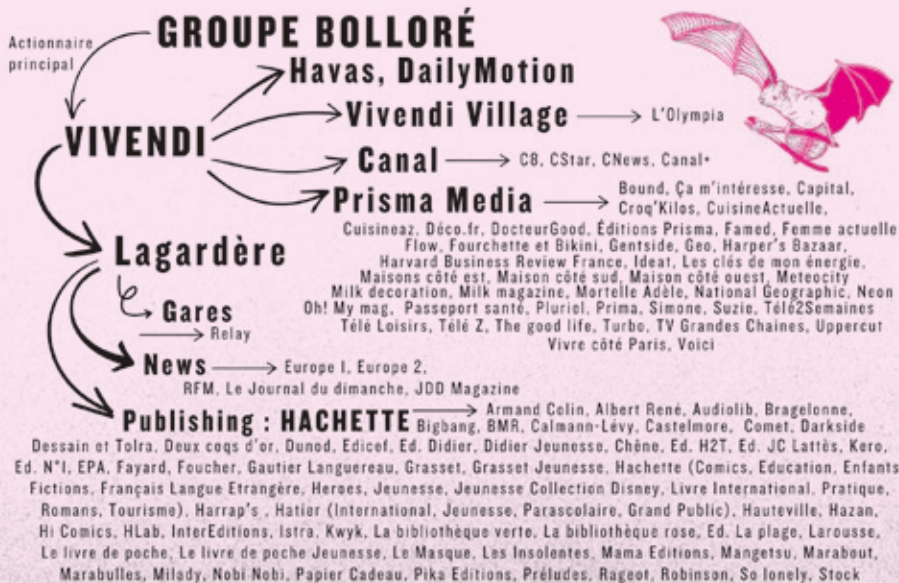 Actionnaire
principal
GROUPE BOLLORÉ
Havas, DailyMotion
Vivendi Village
L'Olympia
VIVENDI
Canal
C8, CStar, CNews, Canal+
Prisma Media
Bound, Ça m'intéresse, Capital,
Croq'Kilos, CuisineActuelle,
Cuisineaz, Déco.fr, DocteurGood, Éditions Prisma, Famed, Femme actuelle
Flow, Fourchette et Bikini, Gentside, Geo, Harper's Bazaar,
Harvard Business Review France, Ideat, Les clés de mon énergie,
Maisons côté est, Maison côté sud, Maison côté ouest, Meteocity
Milk decoration, Milk magazine, Mortelle Adèle, National Geographic, Neon
Oh! My mag, Passeport santé, Pluriel, Prima, Simone, Suzie, Télé2Semaines
Télé Loisirs, Télé Z, The good life, Turbo, TV Grandes Chaines, Uppercut
Vivre côté Paris, Voici
Lagardère
Gares
Relay
News
Europe 1, Europe 2,
RFM, Le Journal du dimanche, JDD Magazine
Publishing : HACHETTE
Armand Colin, Albert René, Audiolib, Bragelonne,
Bigbang, BMR, Calmann-Lévy, Castelmore, Comet, Darkside
Dessain et Tolra, Deux coqs d'or, Dunod, Edicef, Ed. Didier, Didier Jeunesse, Chêne, Ed. H2T, Ed. JC Lattès, Kero,
Ed. N°1, EPA, Fayard, Foucher, Gautier Languereau, Grasset, Grasset Jeunesse, Hachette (Comics, Education, Enfants
Fictions, Français Langue Etrangère, Heroes, Jeunesse, Jeunesse Collection Disney, Livre International, Pratique,
Romans, Tourisme), Harrap's , Hatier (International, Jeunesse, Parascolaire, Grand Public), Hauteville, Hazan,
Hi Comics, HLab, InterEditions, Istra, Kwyk, La bibliothèque verte, La bibliothèque rose, Ed. La plage, Larousse,
Le livre de poche, Le livre de poche Jeunesse, Le Masque, Les Insolentes, Mama Editions, Mangetsu, Marabout,
Marabulles, Milady, Nobi Nobi, Papier Cadeau, Pika Editions, Préludes, Rageot, Robinson, So lonely, Stock